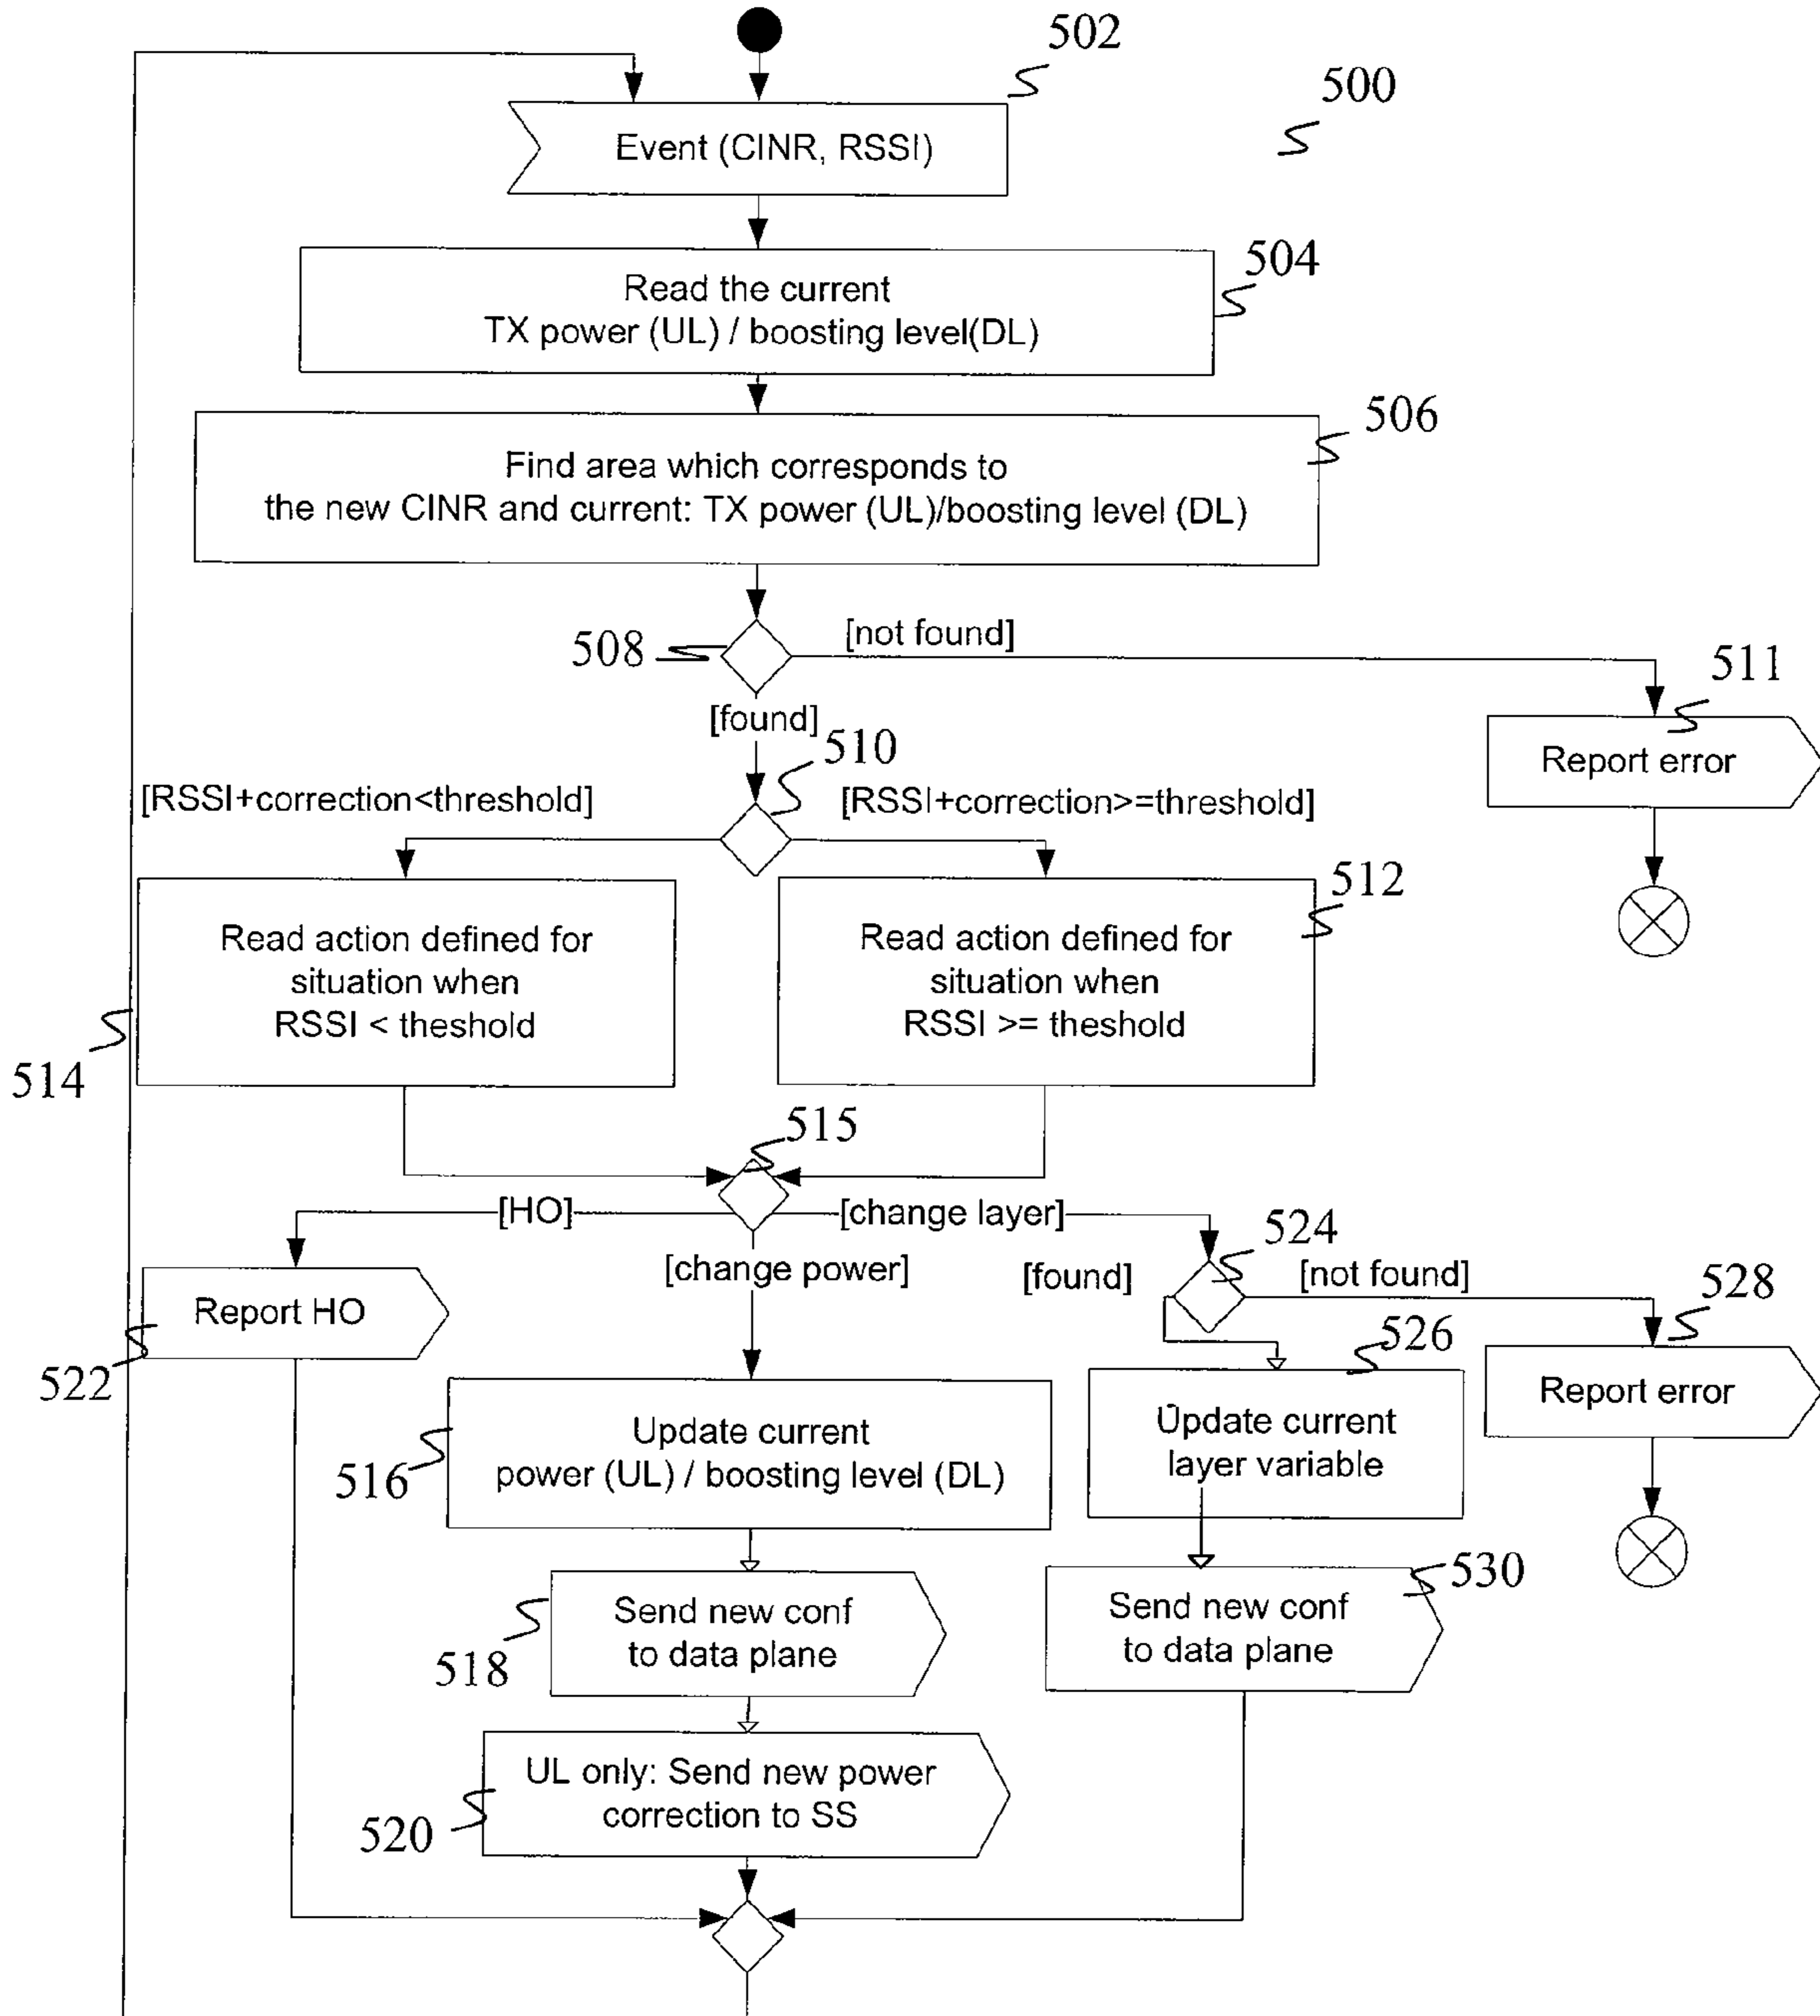 502
500
Event (CINR, RSSI)
504
Read the current
TX power (UL) / boosting level(DL)
506
Find area which corresponds to
the new CINR and current: TX power (UL)/boosting level (DL)
508
[not found]
511
[found]
510
Report error
[RSSI+correction<threshold]
[RSSI+correction>=threshold]
512
Read action defined for
situation when
RSSI < theshold
Read action defined for
situation when
RSSI >= theshold
514
515
[HO]
[change layer]
524
[change power]
[found]
[not found]
528
Report HO
526
522
Report error
Update current
power (UL) / boosting level (DL)
516
Update current
layer variable
530
Send new conf
to data plane
518
Send new conf
to data plane
UL only: Send new power
correction to SS
520